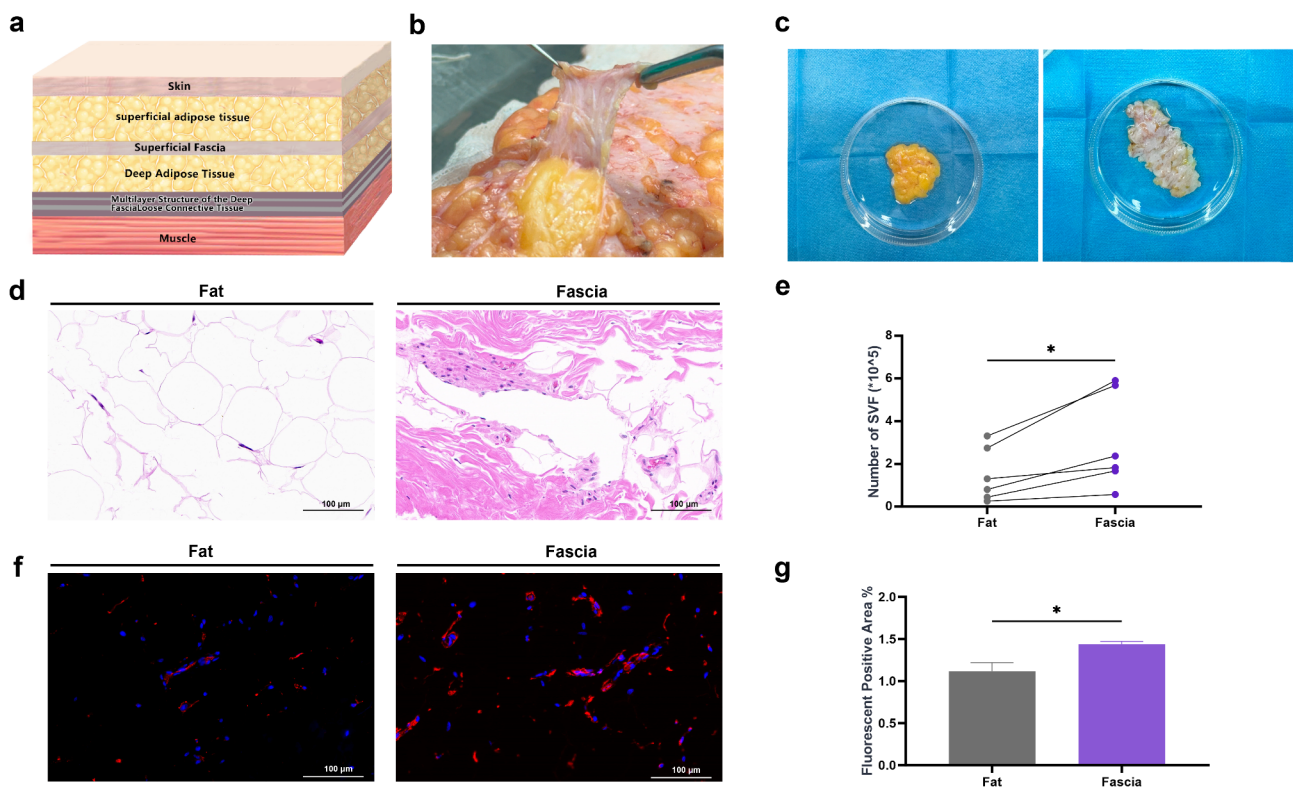 a
Skin
superficial adipose tissue
Superficial Fascia
Deep Adipose Tissue
Multilayer Structure of the Deep
FasciaLoose Connective Tissue
Muscle
b
c
d
Fat
100 µm
Fascia
100 µm
e
Number of SVF (*10^5)
8
6
4
2
0
*
Fat
Fascia
f
Fat
100 µm
Fascia
100 µm
g
Fluorescent Positive Area %
2.0
1.5
1.0
0.5
0.0
*
Fat
Fascia